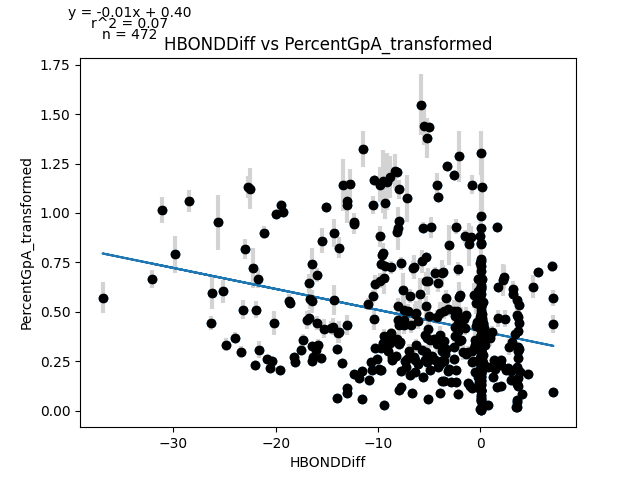 y = -0.01x + 0.40
r^2 = 0.07
n = 472
HBONDDiff vs PercentGpA_transformed
1.75
1.50
1.25
1.00
0.75
0.50
0.25
0.00
PercentGpA_transformed
−30
−20
−10
0
HBONDDiff